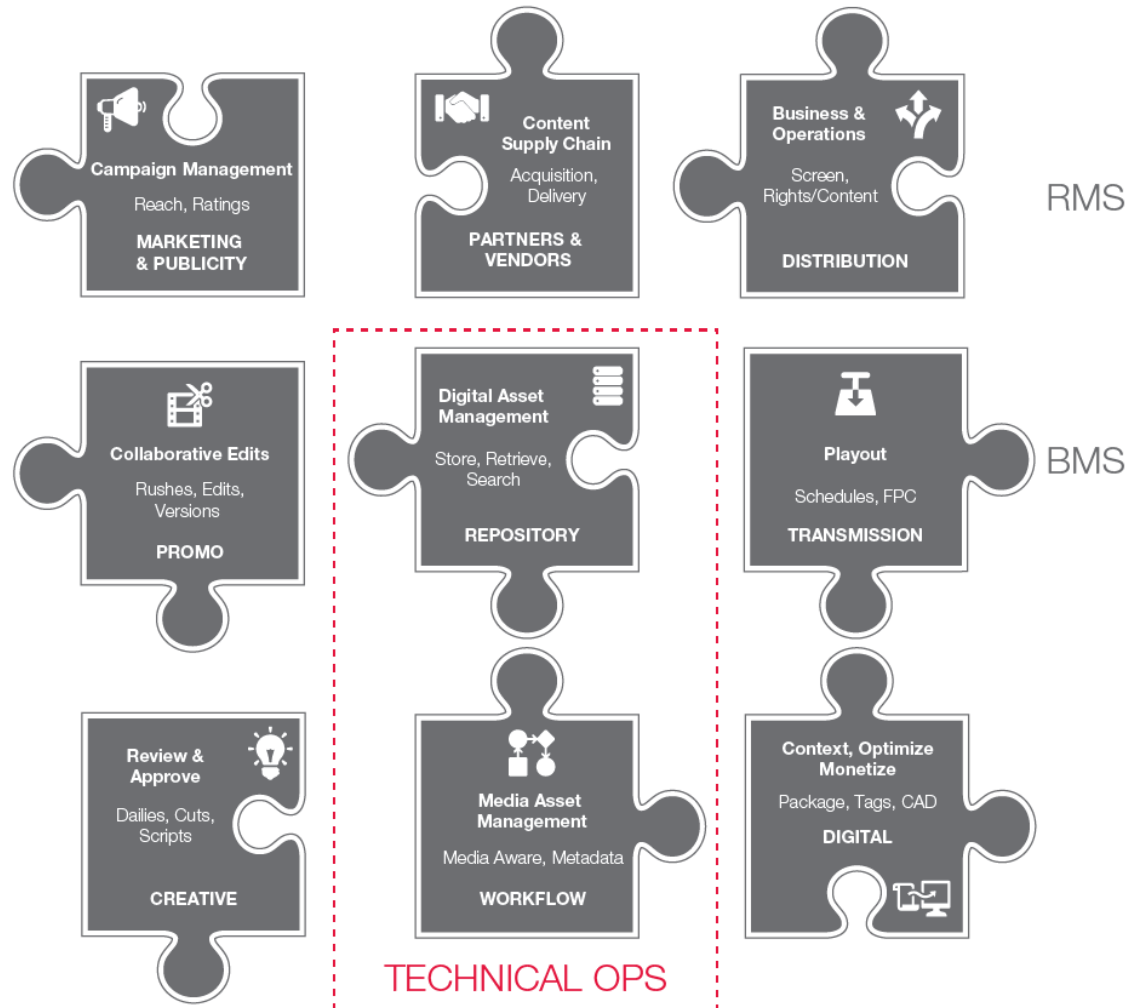 Campaign Management
Reach, Ratings
MARKETING
& PUBLICITY
Content
Supply Chain
Acquisition,
Delivery
PARTNERS &
VENDORS
Business &
Operations
Screen,
Rights/Content
DISTRIBUTION
RMS
Collaborative Edits
Rushes, Edits,
Versions
PROMO
Digital Asset
Management
Store, Retrieve,
Search
REPOSITORY
Playout
Schedules, FPC
TRANSMISSION
BMS
Review &
Approve
Dailies, Cuts,
Scripts
CREATIVE
Media Asset
Management
Media Aware, Metadata
WORKFLOW
Context, Optimize
Monetize
Package, Tags, CAD
DIGITAL
TECHNICAL OPS